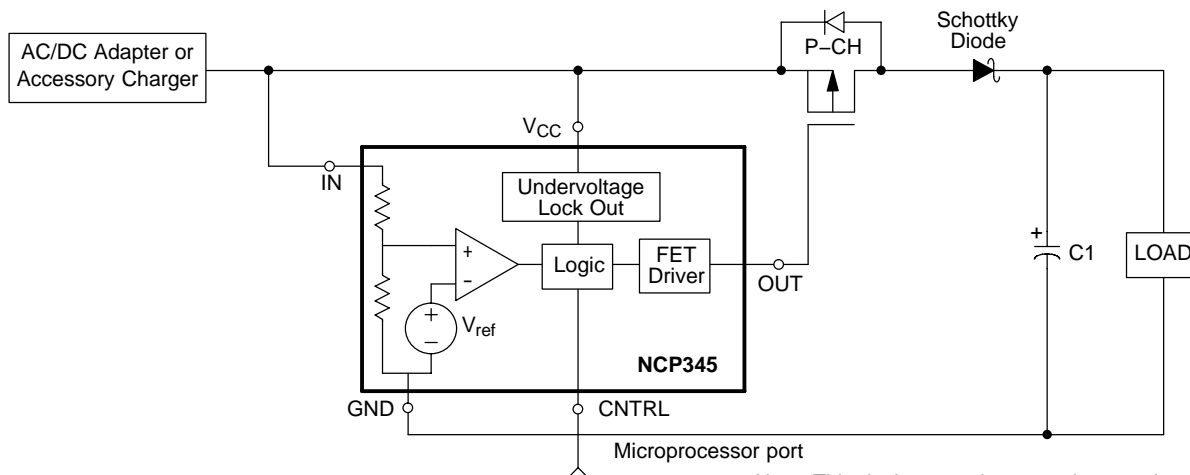 AC/DC Adapter or
Accessory Charger
P–CH
Schottky
Diode
VCC
IN
Undervoltage
Lock Out
+
–
Logic
FET
Driver
OUT
+
–
Vref
NCP345
GND
CNTRL
+
C1
LOAD
Microprocessor port